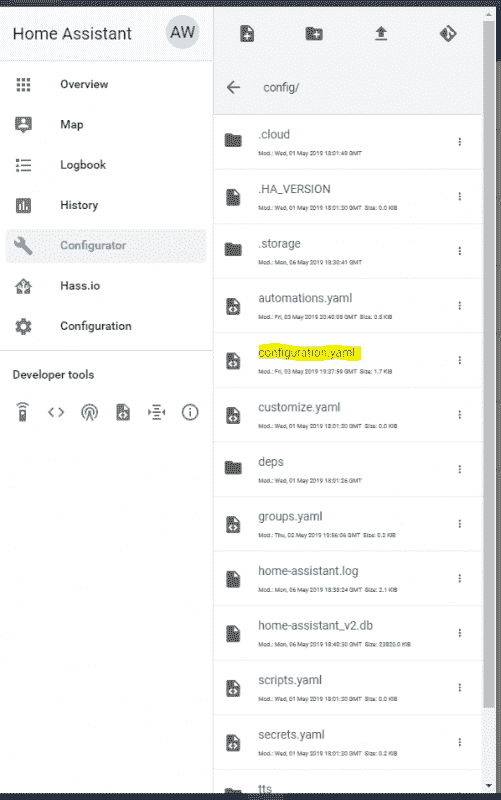 Home Assistant
AW
Overview
Map
Logbook
History
Configurator
Hass.io
Configuration
Developer tools
config/
.cloud
Mod.: Wed, 01 May 2019 18:01:49 GMT
.HA_VERSION
Mod.: Wed, 01 May 2019 18:01:20 GMT Size: 0.0 KiB
.storage
Mod.: Mon, 06 May 2019 18:30:41 GMT
automations.yaml
Mod.: Fri, 03 May 2019 20:40:05 GMT Size: 0.5 KiB
configuration.yaml
Mod.: Fri, 03 May 2019 19:37:59 GMT Size: 1.7 KiB
customize.yaml
Mod.: Wed, 01 May 2019 18:01:20 GMT Size: 0.0 KiB
deps
Mod.: Wed, 01 May 2019 18:01:26 GMT
groups.yaml
Mod.: Thu, 02 May 2019 19:56:06 GMT Size: 0.2 KiB
home-assistant.log
Mod.: Mon, 06 May 2019 18:38:24 GMT Size: 2.1 KiB
home-assistant_v2.db
Mod.: Mon, 06 May 2019 18:40:30 GMT Size: 23820.0 KiB
scripts.yaml
Mod.: Wed, 01 May 2019 18:01:20 GMT Size: 0.0 KiB
secrets.yaml
Mod.: Wed, 01 May 2019 18:01:20 GMT Size: 0.2 KiB
tts